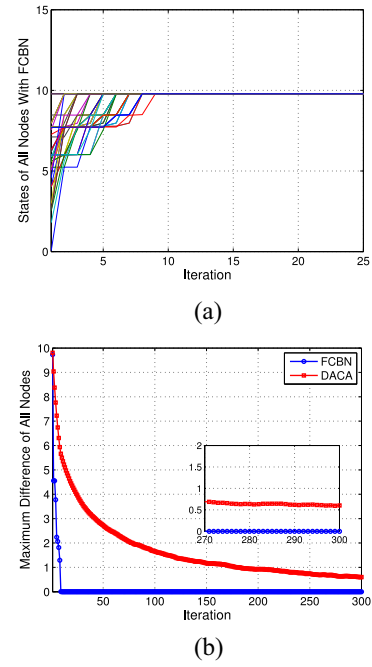 15
10
5
0
States of All Nodes With FCBN
5 10 15 20 25
Iteration
(a)
10
9
8
7
6
5
4
3
2
1
0
Maximum Difference of All Nodes
FCBN
DACA
2
1.5
1
0.5
0
270 280 290 300
50 100 150 200 250 300
Iteration
(b)